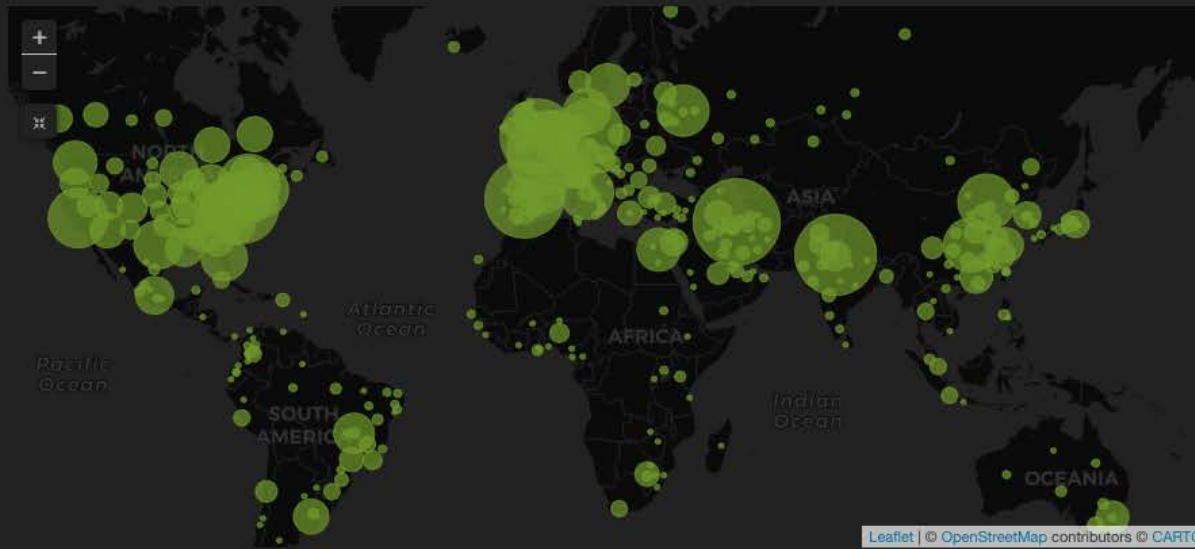 +
−
NORTH
AMERICA
ASIA
Atlantic
Ocean
AFRICA
Pacific
Ocean
Indian
Ocean
SOUTH
AMERICA
OCEANIA
Leaflet | © OpenStreetMap contributors © CARTO